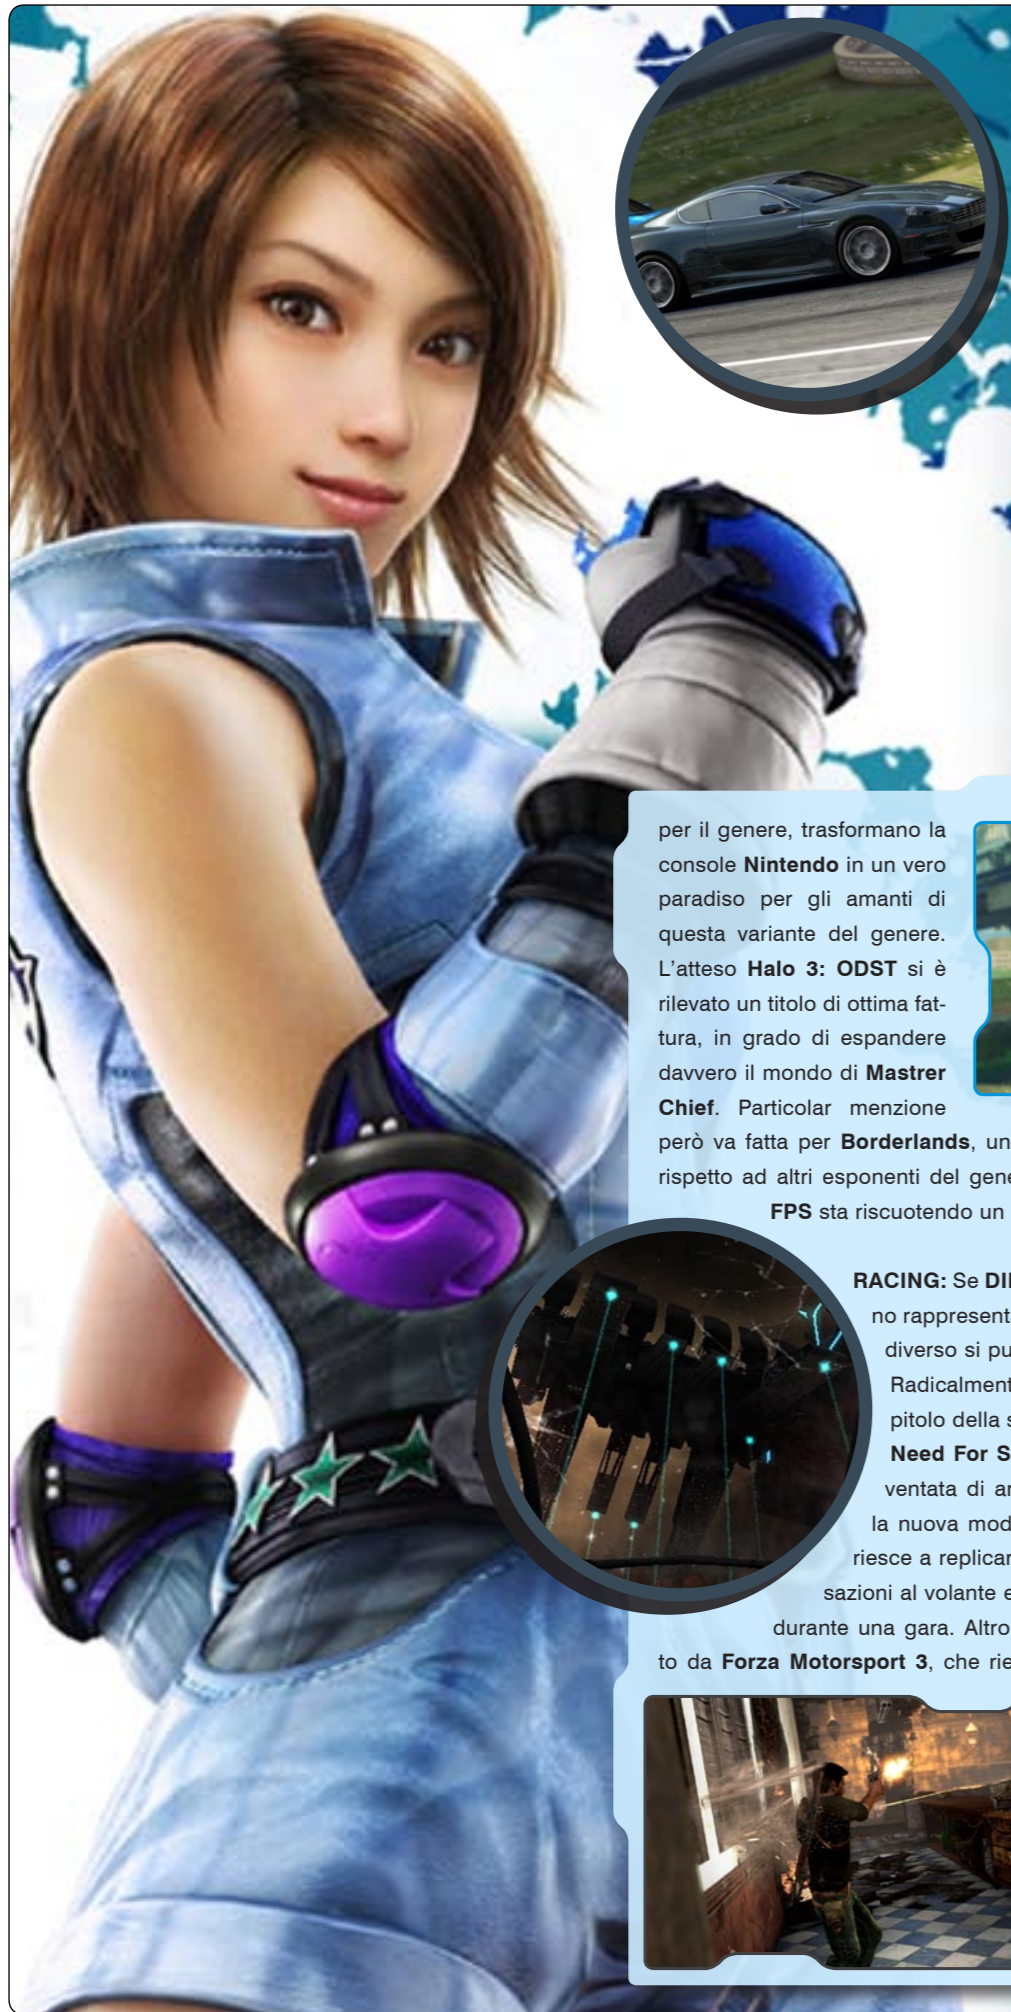 per il genere, trasformano la
console Nintendo in un vero
paradiso per gli amanti di
questa variante del genere.
L'atteso Halo 3: ODST si è
rilevato un titolo di ottima fat-
tura, in grado di espandere
davvero il mondo di Mastrer
Chief. Particolar menzione
però va fatta per Borderlands, un
rispetto ad altri esponenti del gene
FPS sta riscuotendo un
RACING: Se DI
no rappresent
diverso si pu
Radicalment
pitolo della s
Need For S
ventata di a
la nuova mod
riesce a replicar
sazioni al volante e
durante una gara. Altro
to da Forza Motorsport 3, che rie